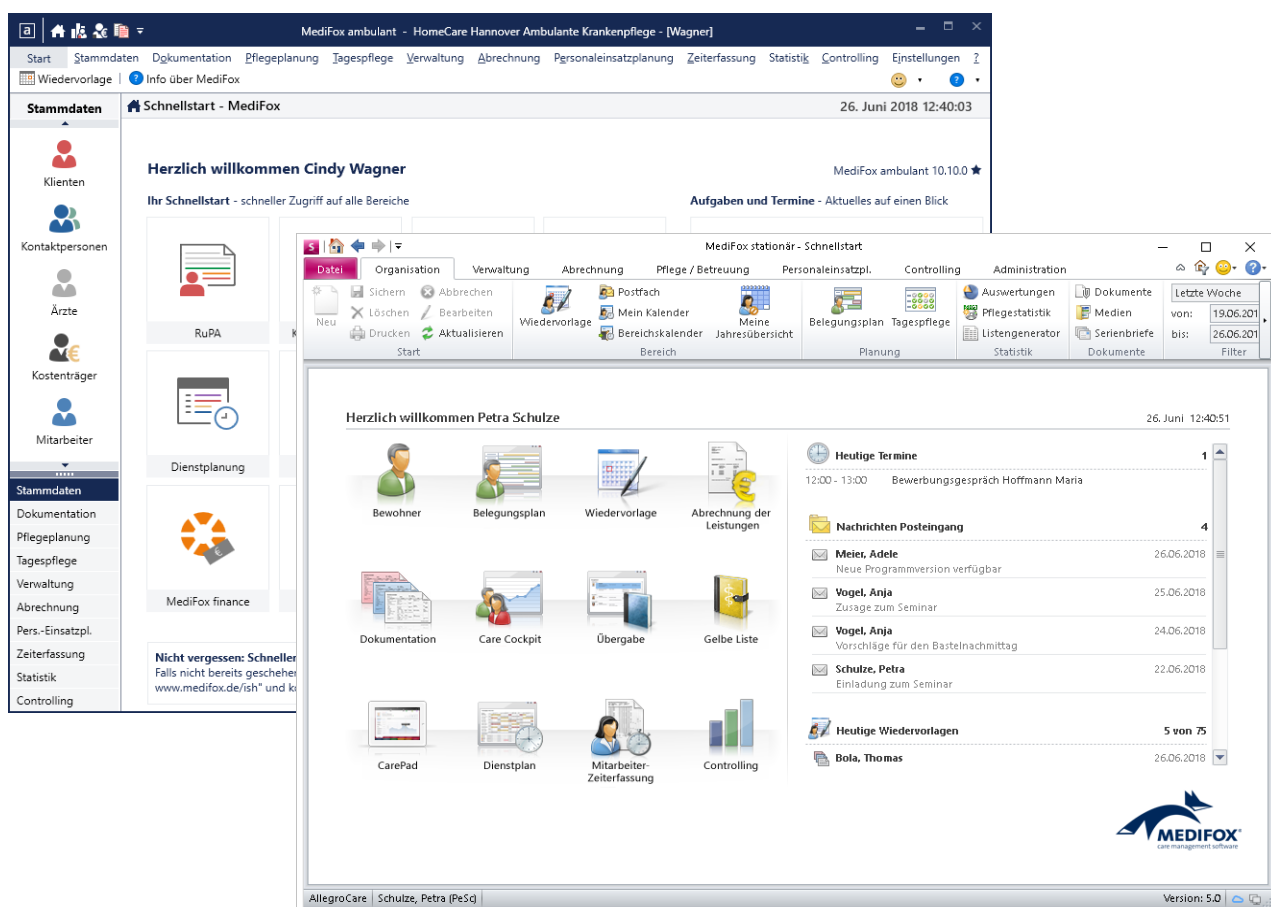 a
MediFox ambulant - HomeCare Hannover Ambulante Krankenpflege - [Wagner]
Start Stammdaten Dokumentation Pflegeplanung Tagespflege Verwaltung Abrechnung Personaleinsatzplanung Zeiterfassung Statistik Controlling Einstellungen ?
Wiedervorlage Info über MediFox
Stammdaten
Schnellstart - MediFox
26. Juni 2018 12:40:03
Klienten
Kontaktpersonen
Ärzte
Kostenträger
Mitarbeiter
Stammdaten
Dokumentation
Pflegeplanung
Tagespflege
Verwaltung
Abrechnung
Pers.-Einsatzpl.
Zeiterfassung
Statistik
Controlling
Herzlich willkommen Cindy Wagner
MediFox ambulant 10.10.0
Ihr Schnellstart - schneller Zugriff auf alle Bereiche
Aufgaben und Termine - Aktuelles auf einen Blick
RuPA
K
Dienstplanung
MediFox finance
Nicht vergessen: Schneller
Falls nicht bereits geschehen
www.medifox.de/ish" und k
S
MediFox stationär - Schnellstart
Datei Organisation Verwaltung Abrechnung Pflege / Betreuung Personaleinsatzpl. Controlling Administration
Neu
Sichern Abbrechen
Löschen Bearbeiten
Drucken Aktualisieren
Start
Wiedervorlage
Postfach
Mein Kalender
Bereichskalender
Meine
Jahresübersicht
Bereich
Belegungsplan Tagespflege
Planung
Auswertungen
Pflegestatistik
Listengenerator
Statistik
Dokumente
Medien
Serienbriefe
Dokumente
Letzte Woche
von: 19.06.201
bis: 26.06.201
Filter
Herzlich willkommen Petra Schulze
26. Juni 12:40:51
Bewohner
Belegungsplan
Wiedervorlage
Abrechnung der
Leistungen
Dokumentation
Care Cockpit
Übergabe
Gelbe Liste
CarePad
Dienstplan
Mitarbeiter-
Zeiterfassung
Controlling
Heutige Termine 1
12:00 - 13:00 Bewerbungsgespräch Hoffmann Maria
Nachrichten Posteingang 4
Meier, Adele 26.06.2018
Neue Programmversion verfügbar
Vogel, Anja 25.06.2018
Zusage zum Seminar
Vogel, Anja 24.06.2018
Vorschläge für den Bastelnachmittag
Schulze, Petra 22.06.2018
Einladung zum Seminar
Heutige Wiedervorlagen 5 von 75
Bola, Thomas 26.06.2018
MEDIFOX®
care management software
AllegroCare Schulze, Petra (PeSc)
Version: 5.0